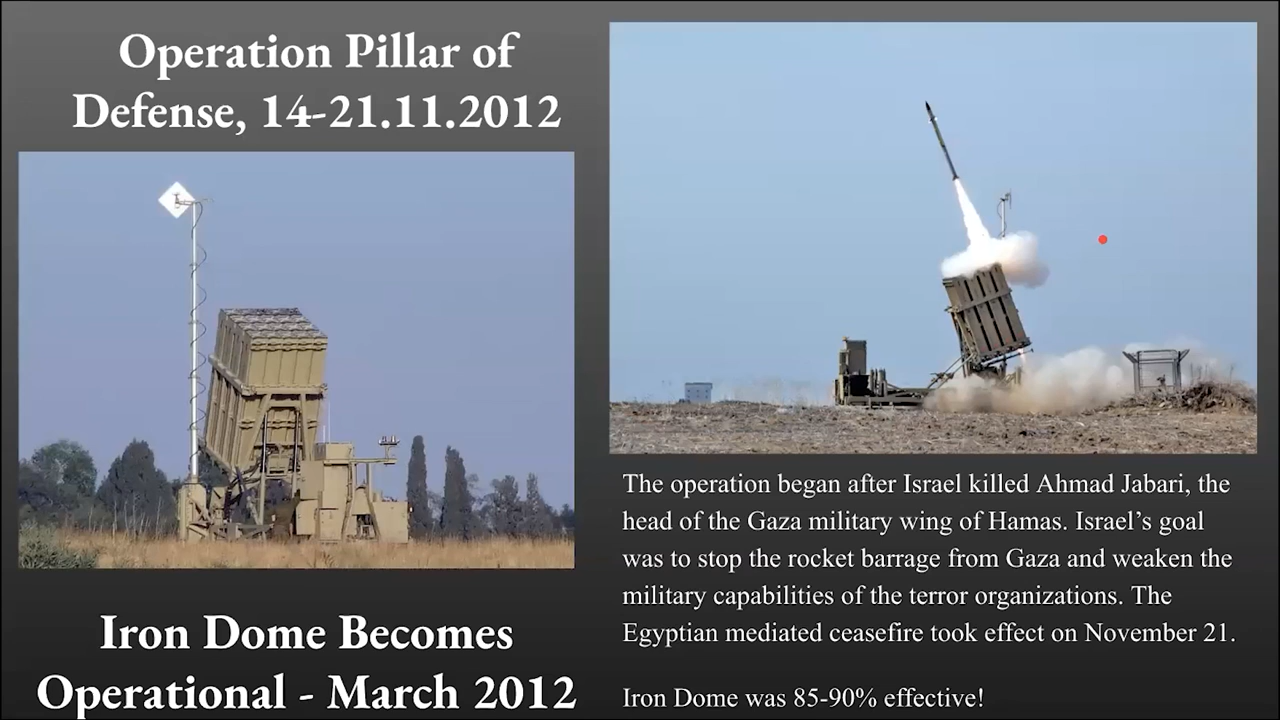 Operation Pillar of
Defense, 14-21.11.2012
Iron Dome Becomes
Operational - March 2012
The operation began after Israel killed Ahmad Jabari, the
head of the Gaza military wing of Hamas. Israel’s goal
was to stop the rocket barrage from Gaza and weaken the
military capabilities of the terror organizations. The
Egyptian mediated ceasefire took effect on November 21.
Iron Dome was 85-90% effective!